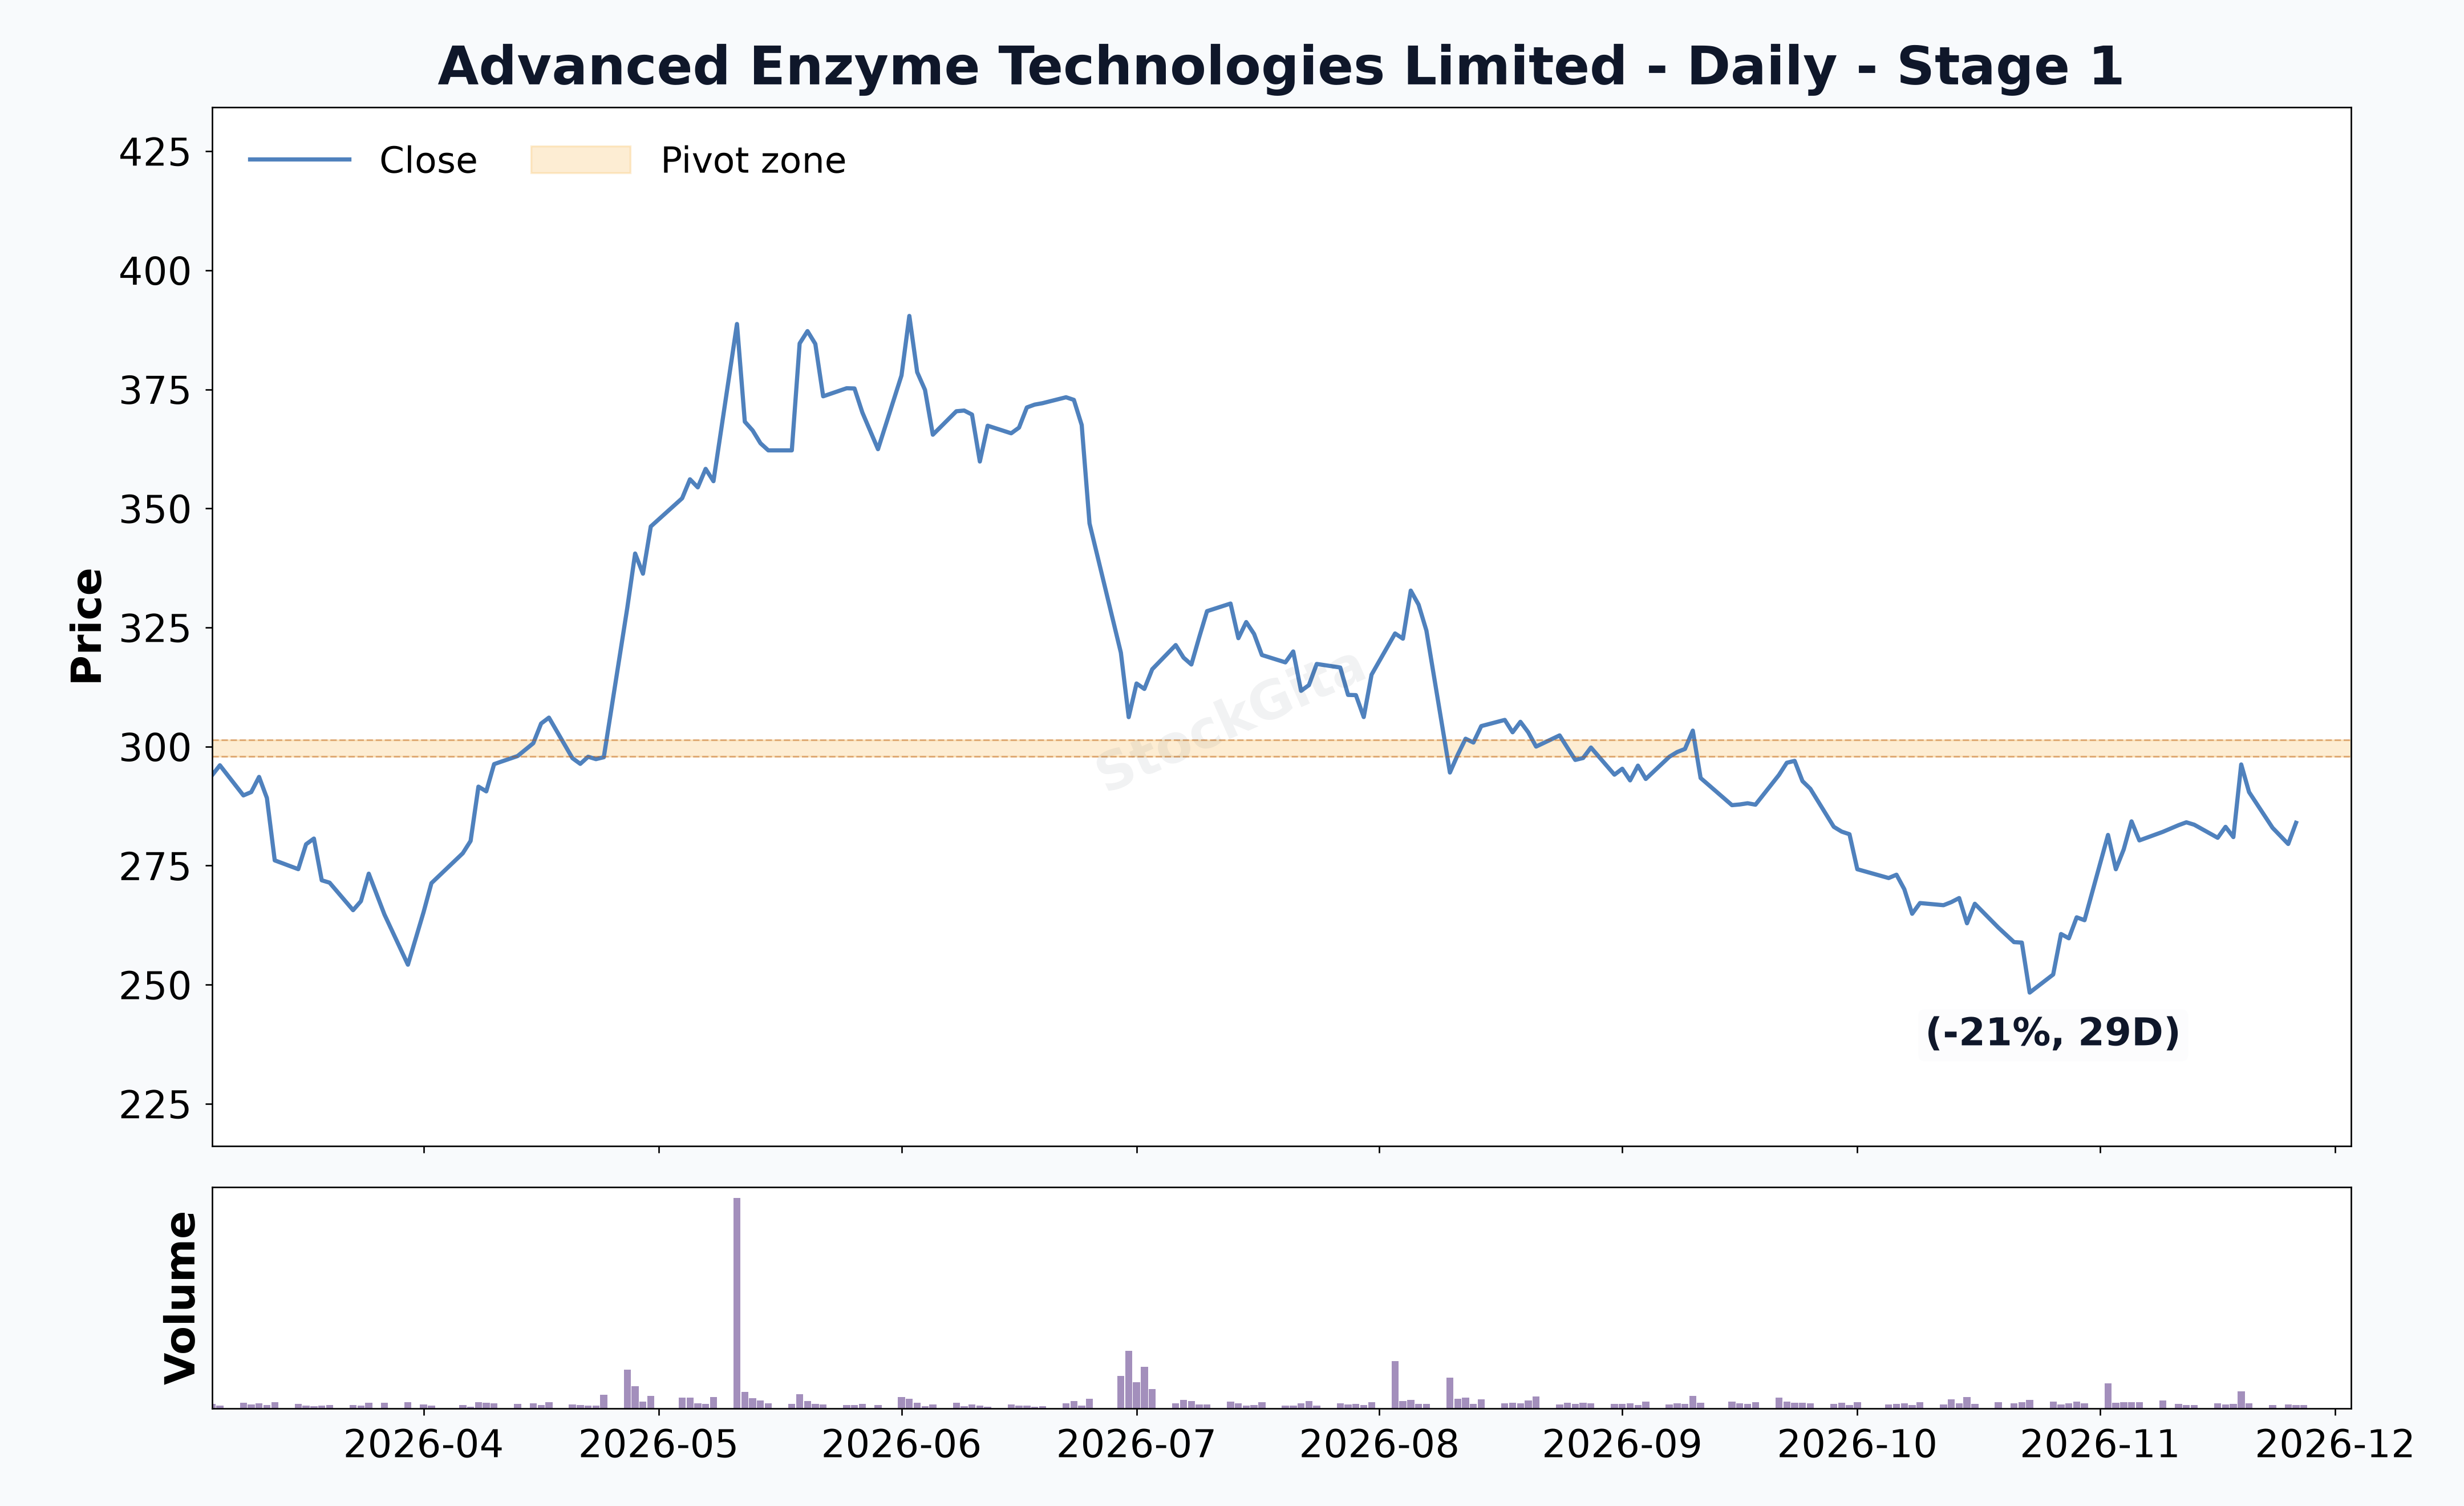 Advanced Enzyme Technologies Limited - Daily - Stage 1
Close
Pivot zone
425
400
375
350
325
300
275
250
225
Price
StockGita
(-21%, 29D)
Volume
2026-04
2026-05
2026-06
2026-07
2026-08
2026-09
2026-10
2026-11
2026-12